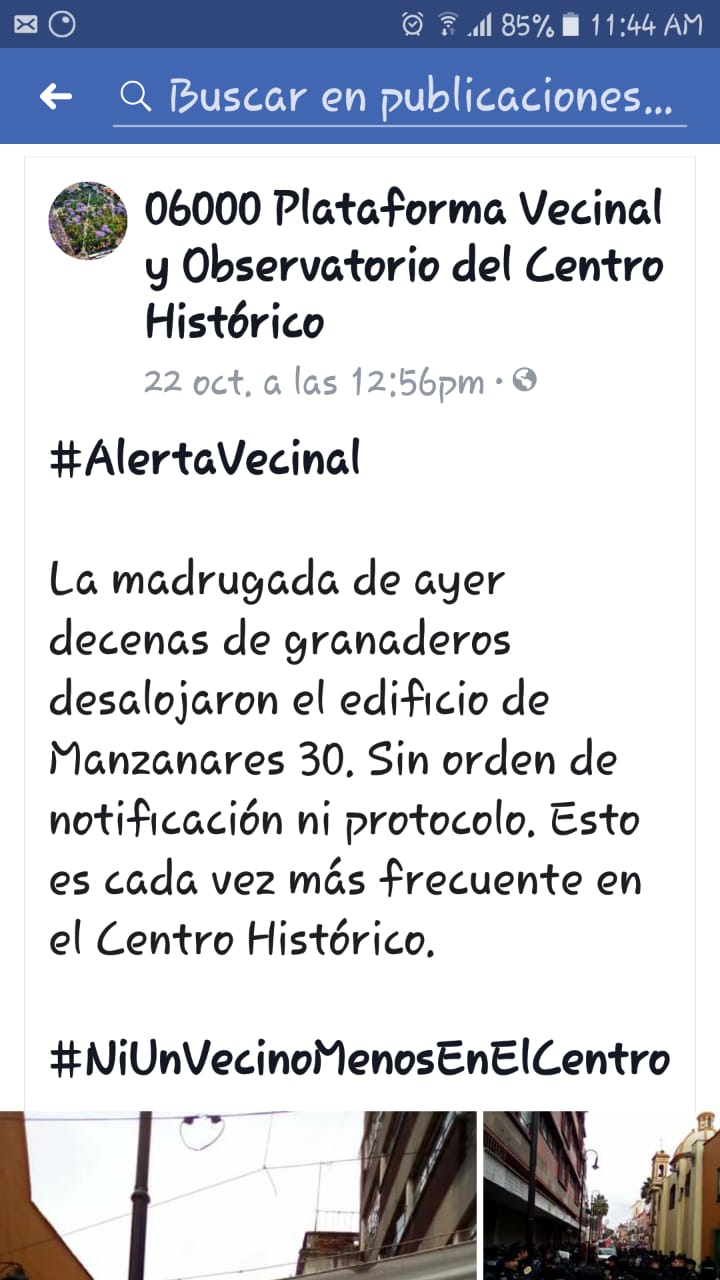 85% 11:44 AM
Buscar en publicaciones...
06000 Plataforma Vecinal
y Observatorio del Centro
Histórico
22 oct. a las 12:56pm •
#AlertaVecinal
La madrugada de ayer
decenas de granaderos
desalojaron el edificio de
Manzanares 30. Sin orden de
notificación ni protocolo. Esto
es cada vez más frecuente en
el Centro Histórico.
#NiUnVecinoMenosEnElCentro